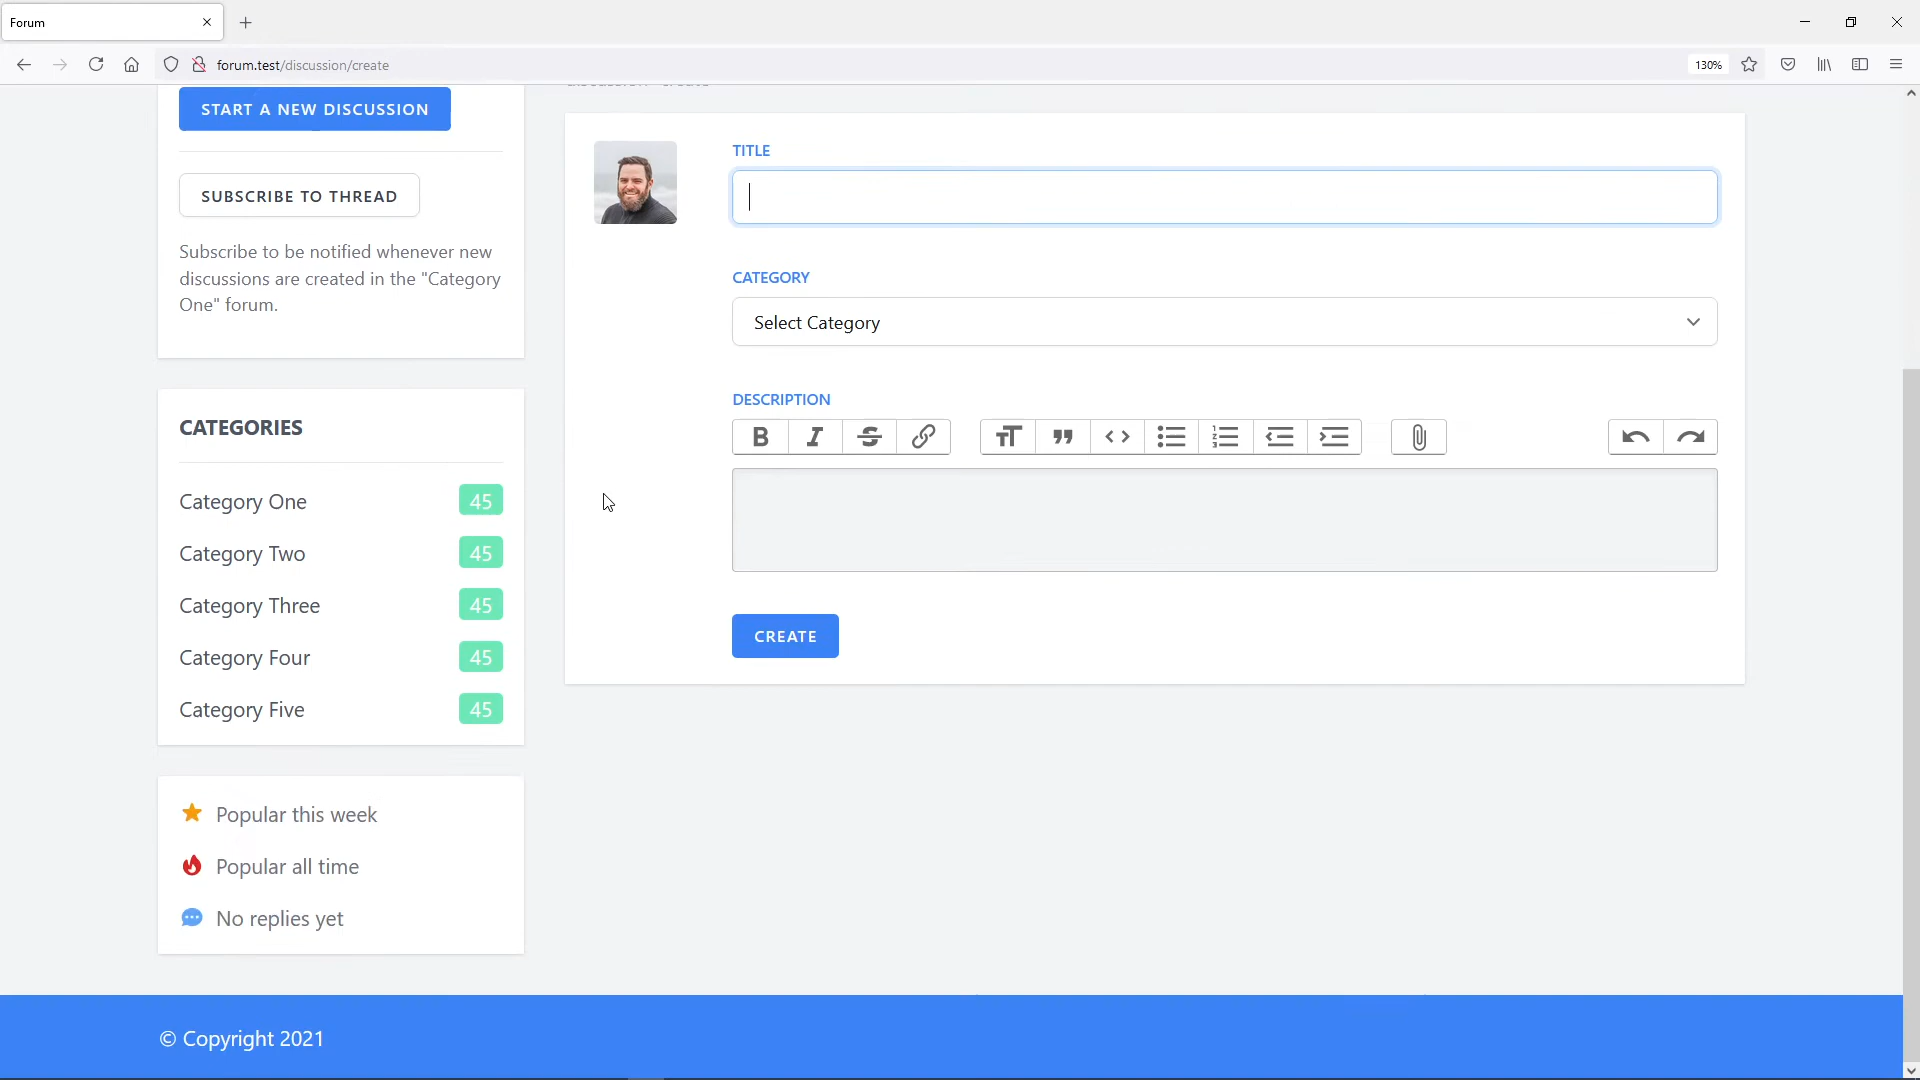 Forum
forum.test/discussion/create
130%
START A NEW DISCUSSION
SUBSCRIBE TO THREAD
Subscribe to be notified whenever new
discussions are created in the "Category
One" forum.
CATEGORIES
Category One 45
Category Two 45
Category Three 45
Category Four 45
Category Five 45
Popular this week
Popular all time
No replies yet
TITLE
CATEGORY
Select Category
DESCRIPTION
CREATE
© Copyright 2021